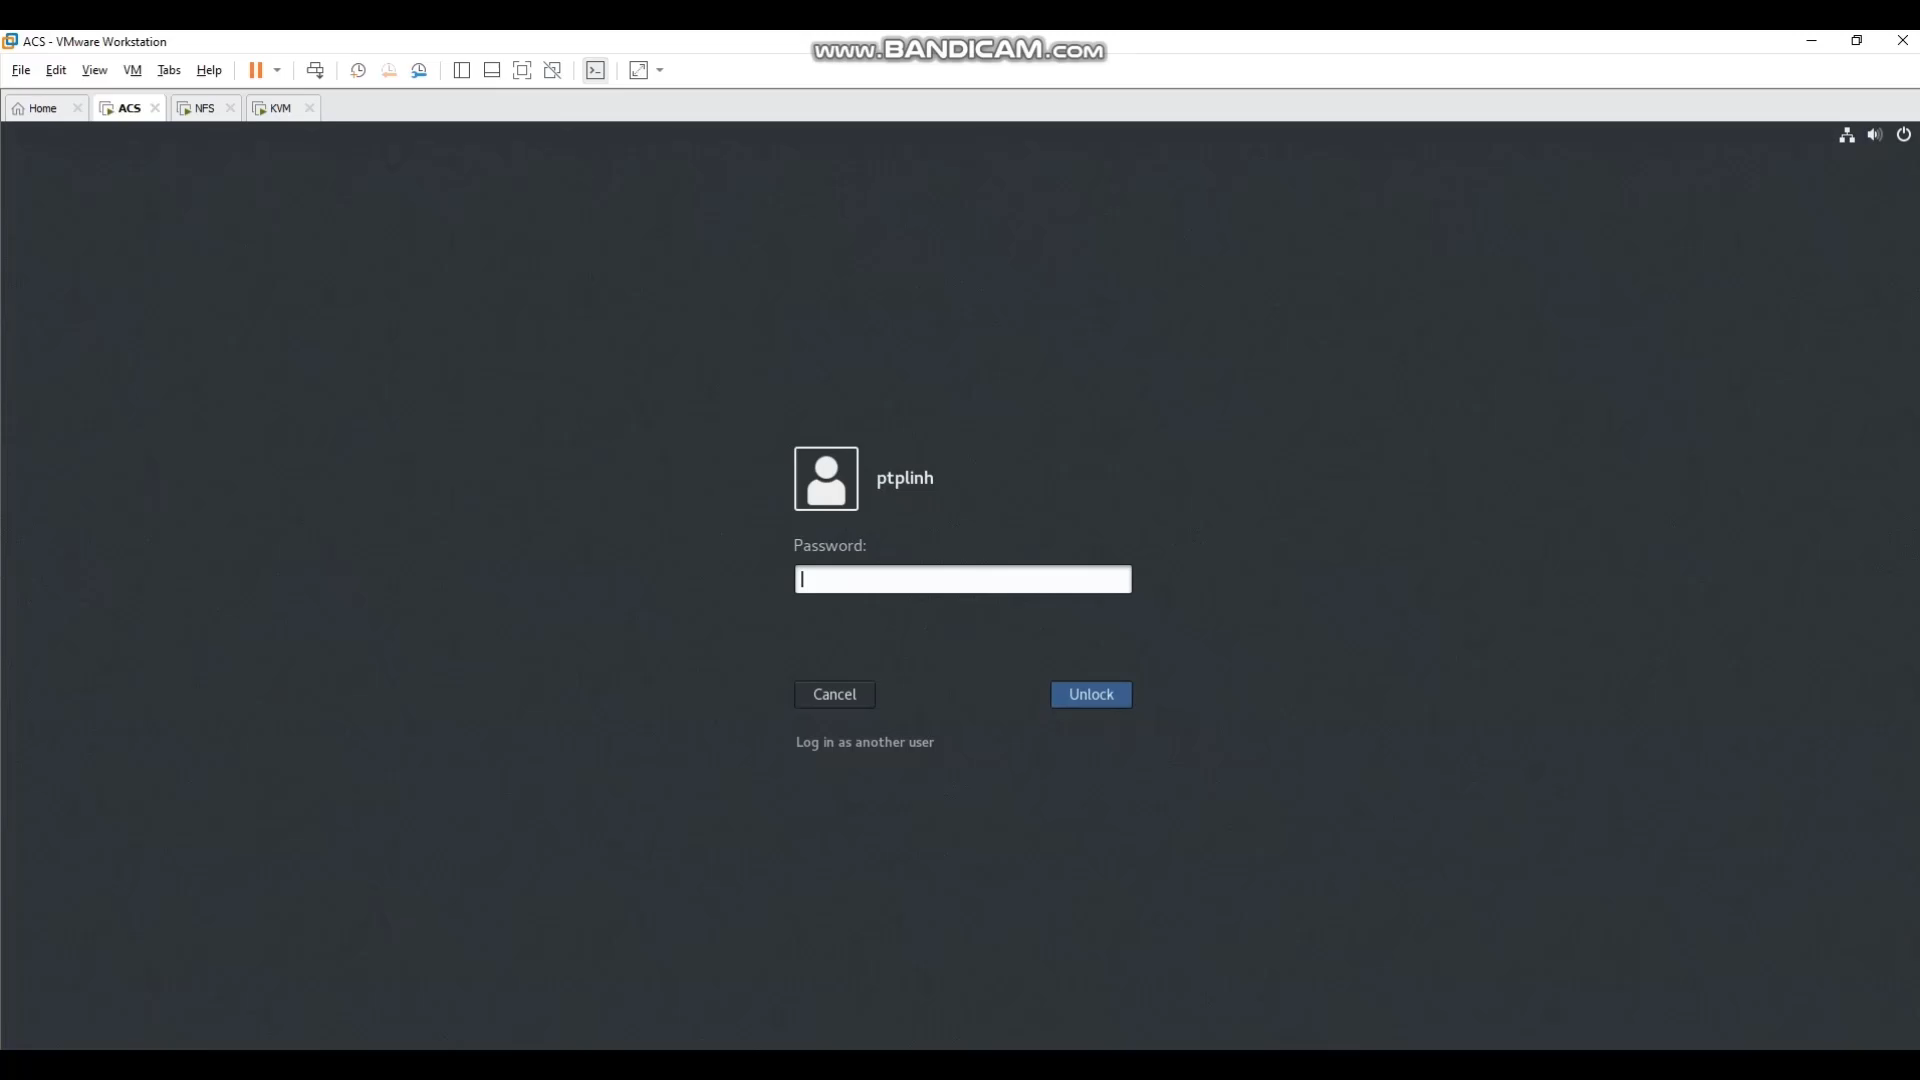 ACS - VMware Workstation
www.BANDICAM.com
File Edit View VM Tabs Help
Home ACS NFS KVM
ptplinh
Password:
Cancel Unlock
Log in as another user